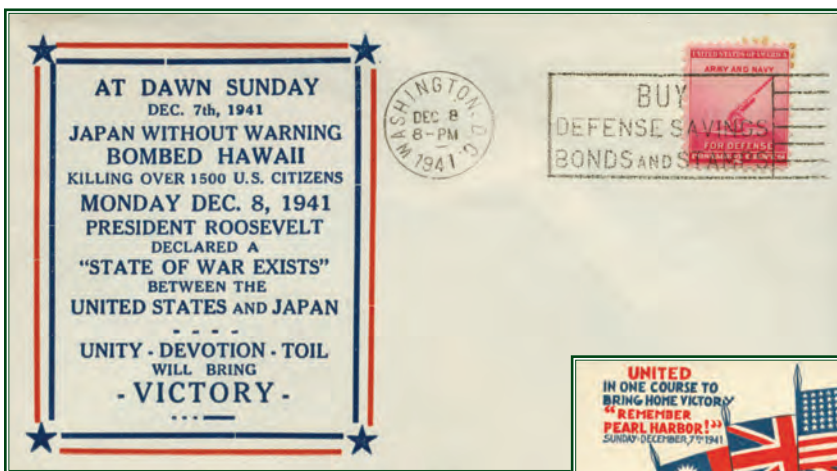 AT DAWN SUNDAY
DEC. 7th, 1941
JAPAN WITHOUT WARNING
BOMBED HAWAII
KILLING OVER 1500 U.S. CITIZENS
MONDAY DEC. 8, 1941
PRESIDENT ROOSEVELT
DECLARED A
"STATE OF WAR EXISTS"
BETWEEN THE
UNITED STATES AND JAPAN
- - - -
UNITY - DEVOTION - TOIL
WILL BRING
- VICTORY -
...—
WASHINGTON, D.C.
DEC 8
8-PM
1941
BUY
DEFENSE SAVINGS
BONDS AND STAMPS
UNITED STATES OF AMERICA
ARMY AND NAVY
FOR DEFENSE
UNITED
IN ONE COURSE TO
BRING HOME VICTORY
"REMEMBER
PEARL HARBOR!"
SUNDAY-DECEMBER, 7TH 1941